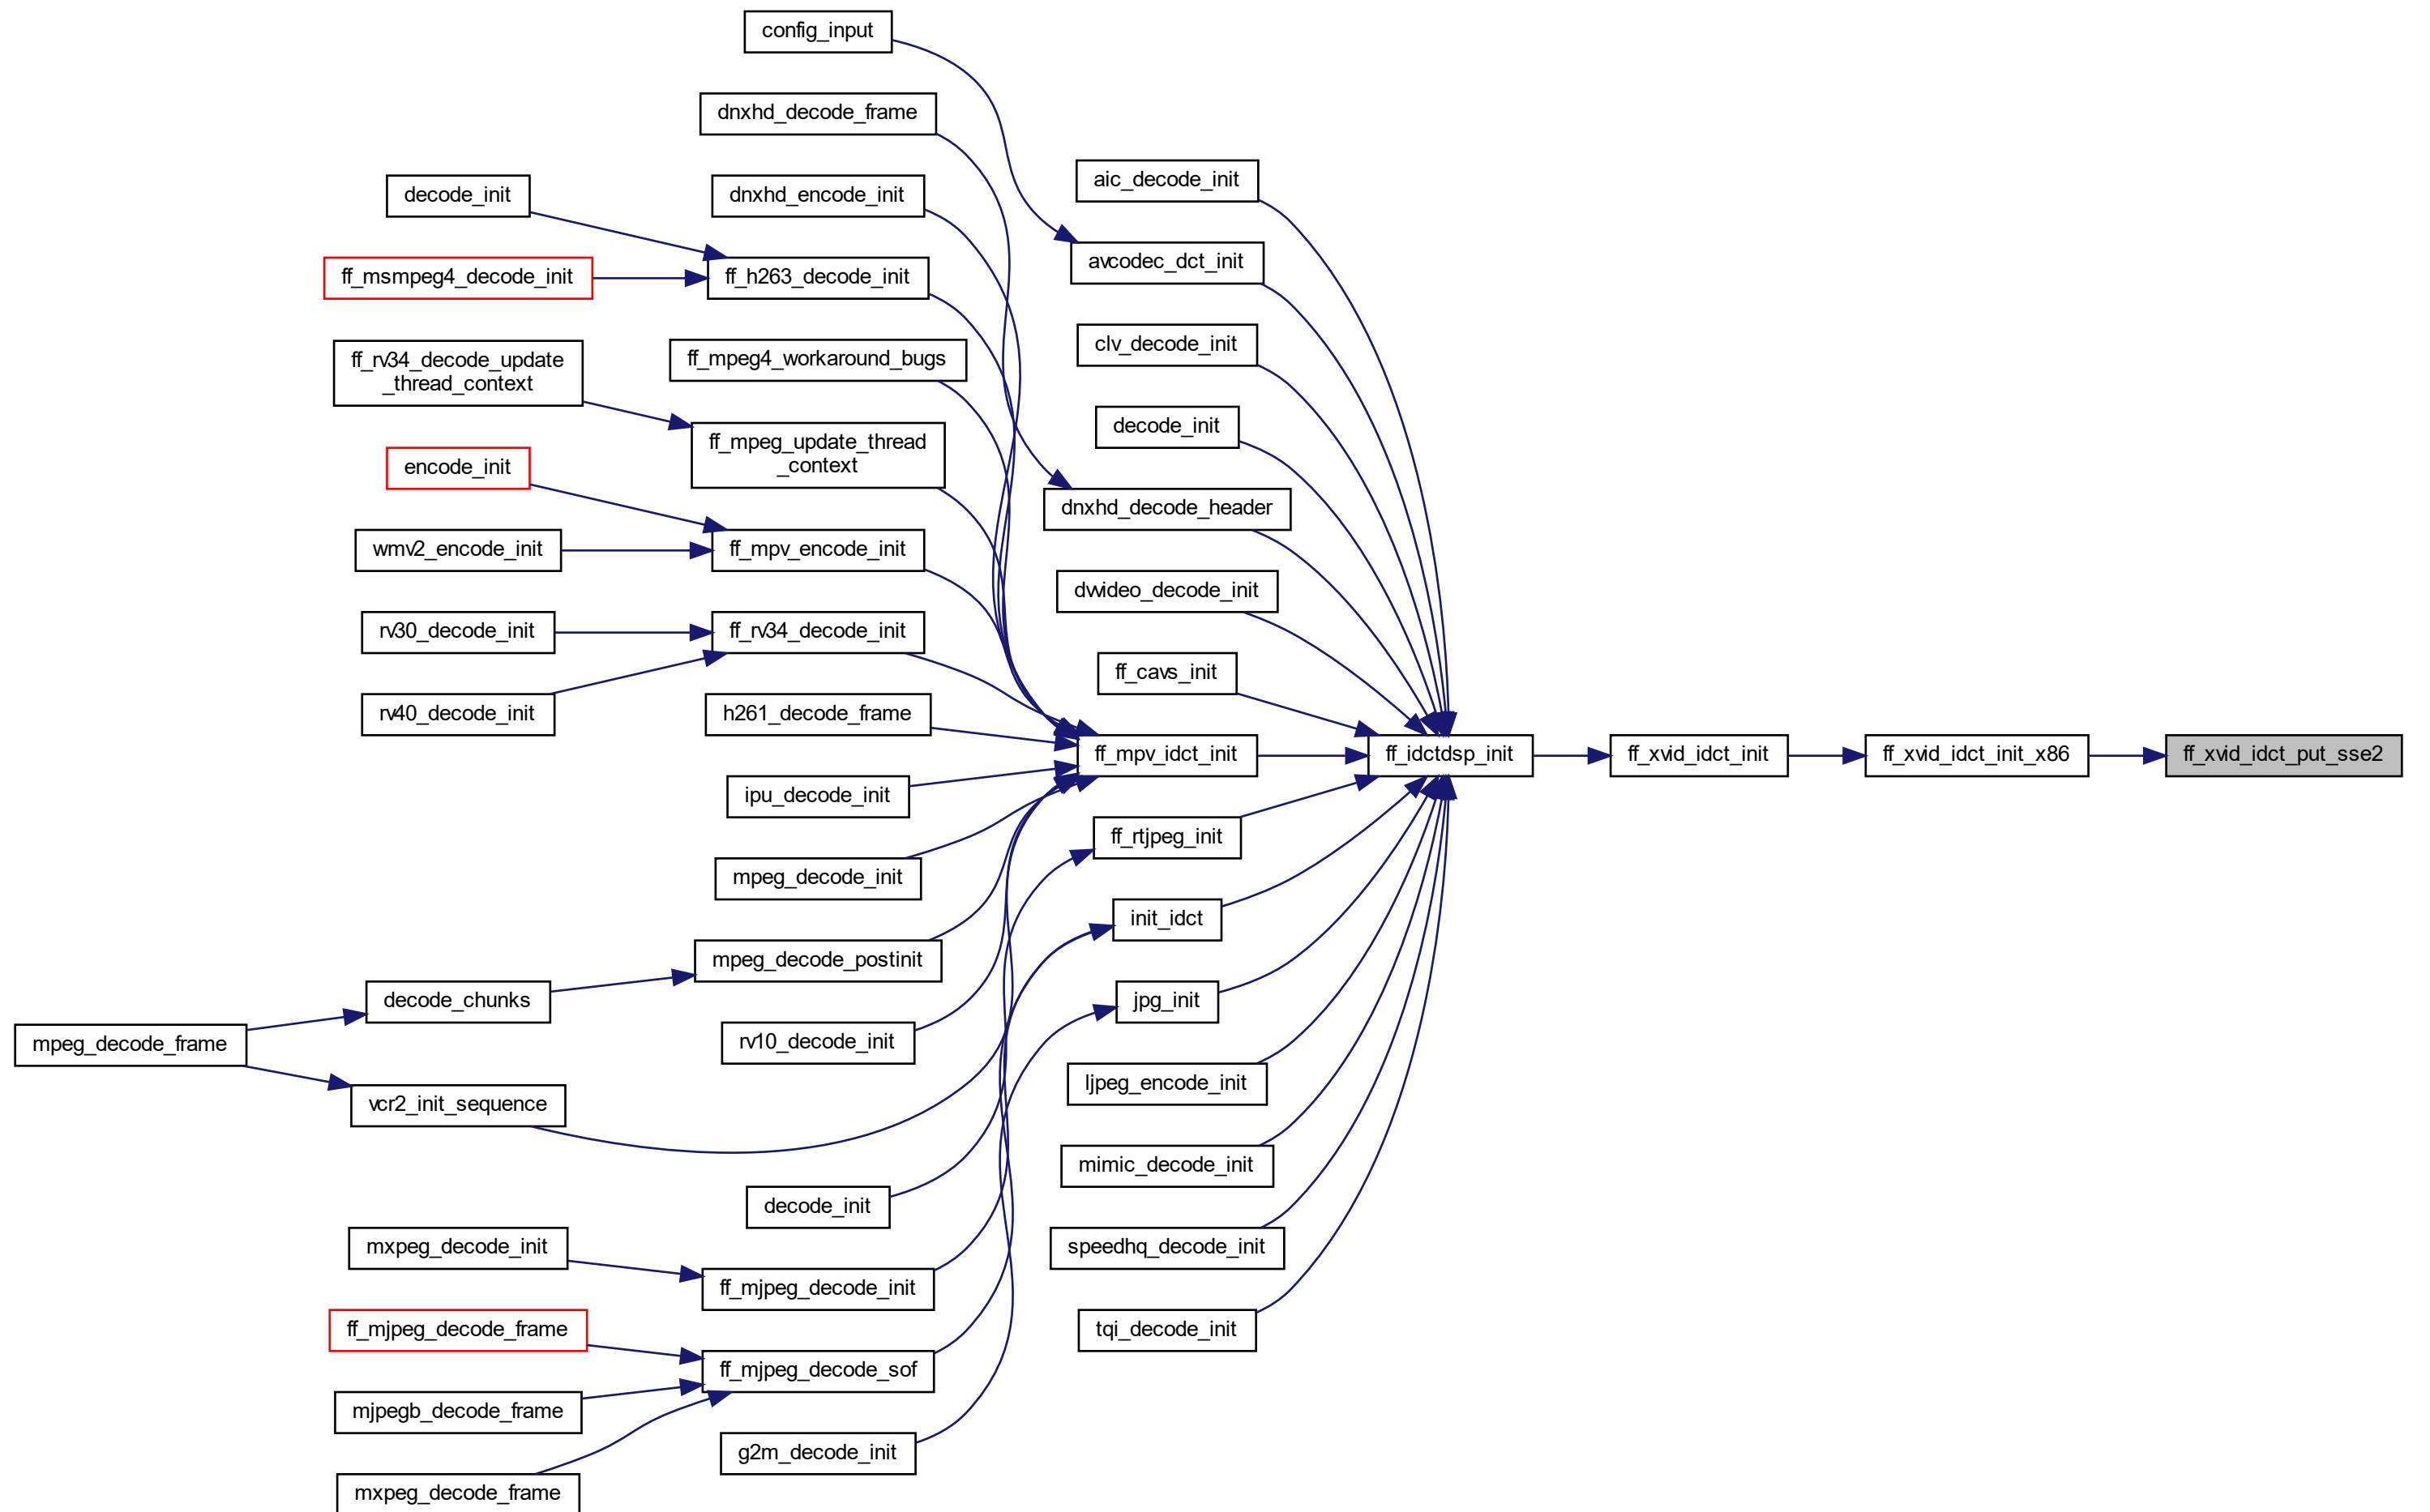 config_input
dnxhd_decode_frame
aic_decode_init
decode_init
dnxhd_encode_init
avcodec_dct_init
ff_msmpeg4_decode_init
ff_h263_decode_init
clv_decode_init
ff_rv34_decode_update
_thread_context
ff_mpeg4_workaround_bugs
decode_init
encode_init
ff_mpeg_update_thread
_context
dnxhd_decode_header
wmv2_encode_init
ff_mpv_encode_init
dvvideo_decode_init
rv30_decode_init
ff_rv34_decode_init
ff_cavs_init
rv40_decode_init
h261_decode_frame
ff_mpv_idct_init
ff_idctdsp_init
ff_xvid_idct_init
ff_xvid_idct_init_x86
ff_xvid_idct_put_sse2
ipu_decode_init
ff_rtjpeg_init
mpeg_decode_init
init_idct
mpeg_decode_postinit
decode_chunks
jpg_init
mpeg_decode_frame
rv10_decode_init
ljpeg_encode_init
vcr2_init_sequence
mimic_decode_init
decode_init
speedhq_decode_init
mxpeg_decode_init
ff_mjpeg_decode_init
tqi_decode_init
ff_mjpeg_decode_frame
ff_mjpeg_decode_sof
mjpegb_decode_frame
g2m_decode_init
mxpeg_decode_frame